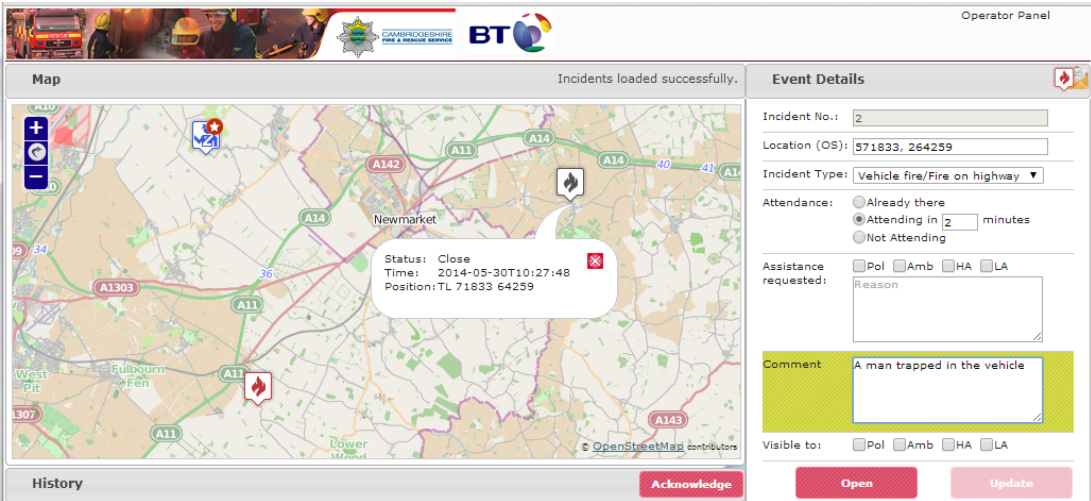 RESCUE
CAMBRIDGESHIRE
FIRE & RESCUE SERVICE
BT
Operator Panel
Map
Incidents loaded successfully.
Event Details
+
−
A14
A11
A142
A14
40
41
A14
Newmarket
34
36
A1303
A11
Status: Close
Time: 2014-05-30T10:27:48
Position: TL 71833 64259
West
Pit
Fulbourn
Fen
A11
1307
A11
Lower
Wood
A143
© OpenStreetMap contributors
Incident No.: 2
Location (OS): 571833, 264259
Incident Type: Vehicle fire/Fire on highway
Attendance: Already there
Attending in 2 minutes
Not Attending
Assistance requested: Pol Amb HA LA
Reason
Comment A man trapped in the vehicle
Visible to: Pol Amb HA LA
History
Acknowledge
Open
Update